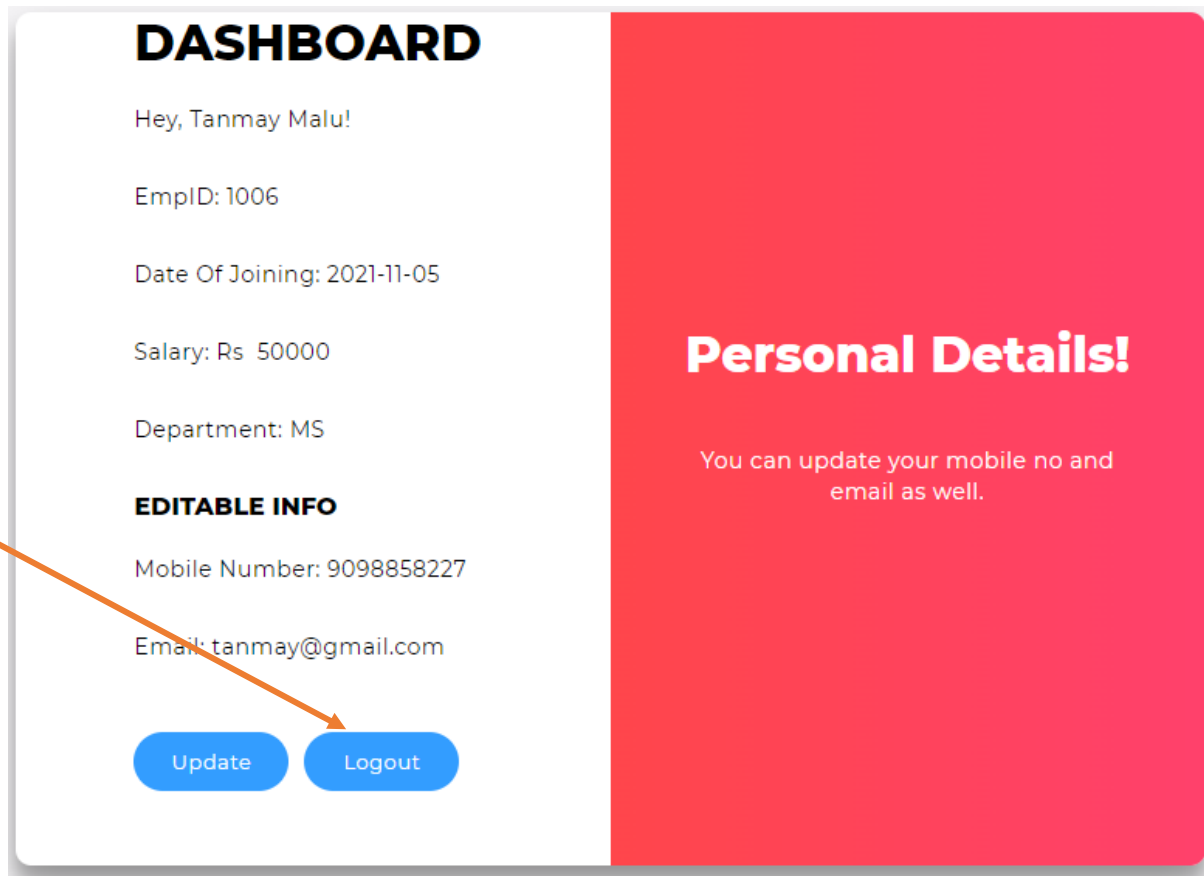 DASHBOARD
Hey, Tanmay Malu!
EmpID: 1006
Date Of Joining: 2021-11-05
Salary: Rs  50000
Department: MS
EDITABLE INFO
Mobile Number: 9098858227
Email: tanmay@gmail.com
Update
Logout
Personal Details!
You can update your mobile no and
email as well.